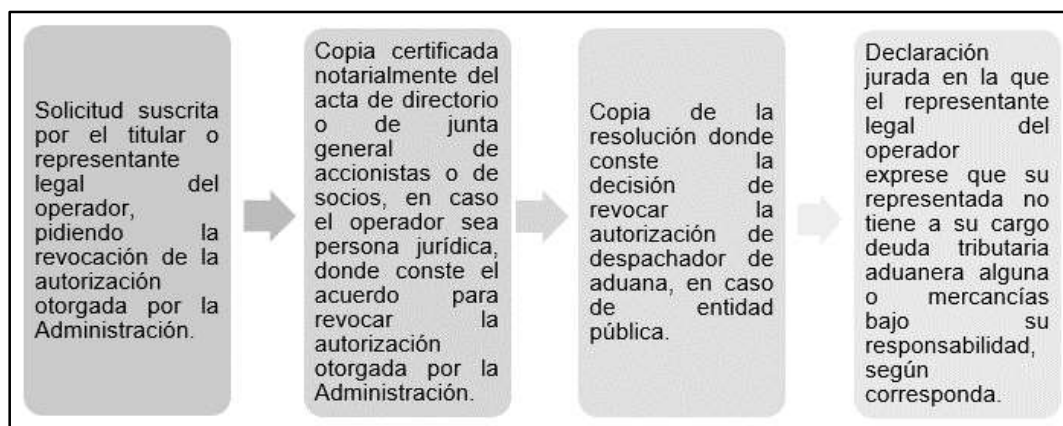 Solicitud suscrita
por el titular o
representante
legal del
operador,
pidiendo la
revocación de la
autorización
otorgada por la
Administración.
Copia certificada
notarialmente del
acta de directorio
o de junta
general de
accionistas o de
socios, en caso
el operador sea
persona jurídica,
donde conste el
acuerdo para
revocar la
autorización
otorgada por la
Administración.
Copia de la
resolución donde
conste la
decisión de
revocar la
autorización de
despachador de
aduana, en caso
de entidad
pública.
Declaración
jurada en la que
el representante
legal del
operador
exprese que su
representada no
tiene a su cargo
deuda tributaria
aduanera alguna
o mercancías
bajo su
responsabilidad,
según
corresponda.